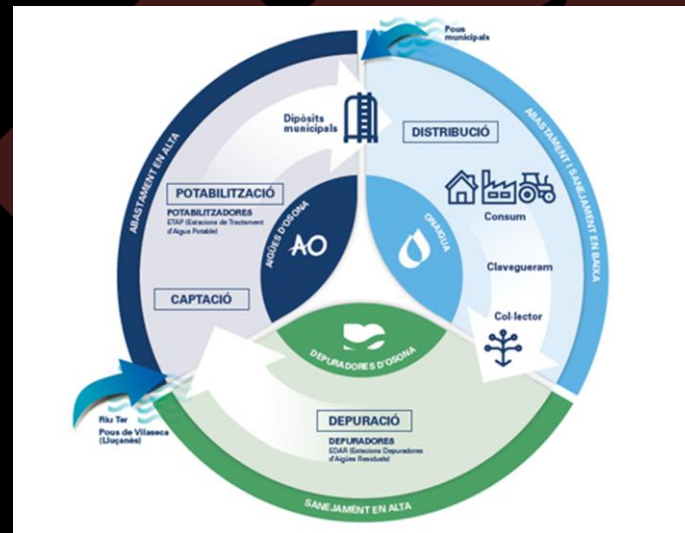 Pous
municipals
ABASTAMENT EN ALTA
Dipòsits
municipals
POTABILITZACIÓ
POTABILITZADORES
ETAP (Estacions de Tractament
d'Aigua Potable)
CAPTACIÓ
AIGÜES D'OSONA
AO
ONAIGUA
DISTRIBUCIÓ
Consum
Clavegueram
Col·lector
ABASTAMENT I SANEJAMENT EN BAIXA
DEPURADORES D'OSONA
Riu Ter
Pous de Vilaseca
(Lluçanès)
DEPURACIÓ
DEPURADORES
EDAR (Estacions Depuradores
d'Aigües Residuals)
SANEJAMENT EN ALTA